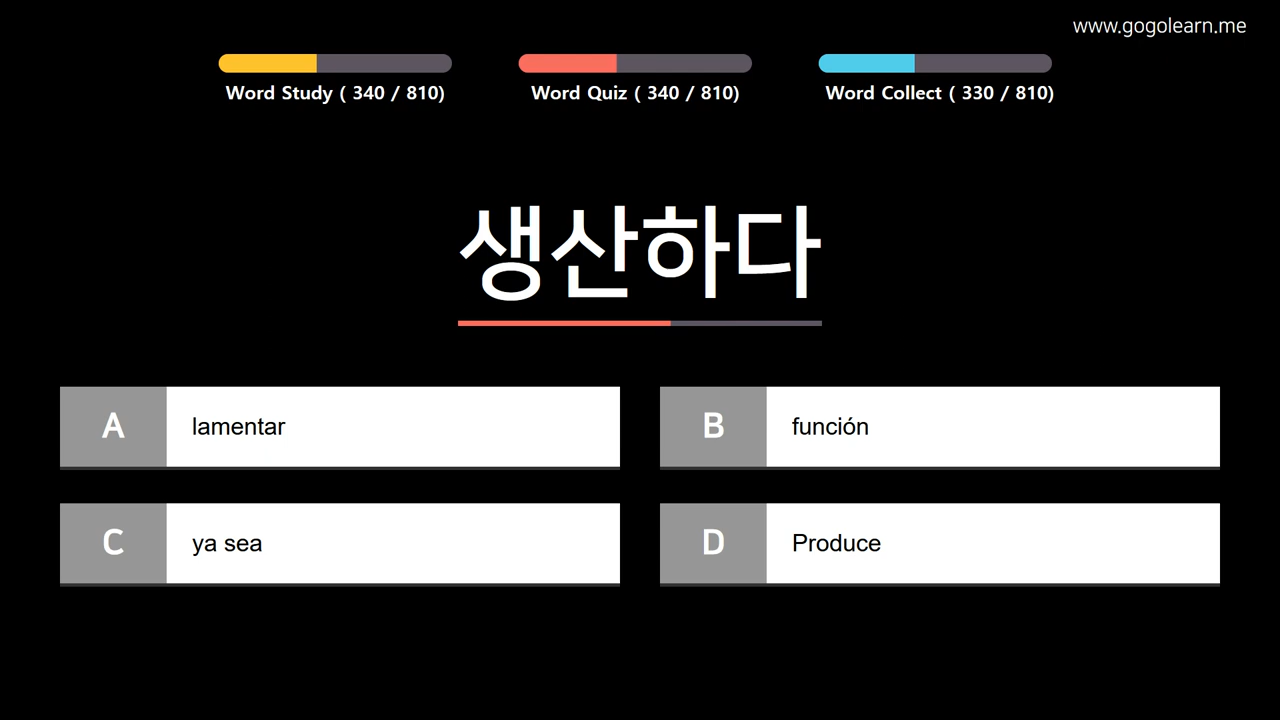 www.gogolearn.me
Word Study ( 340 / 810)
Word Quiz ( 340 / 810)
Word Collect ( 330 / 810)
생산하다
A
lamentar
B
función
C
ya sea
D
Produce